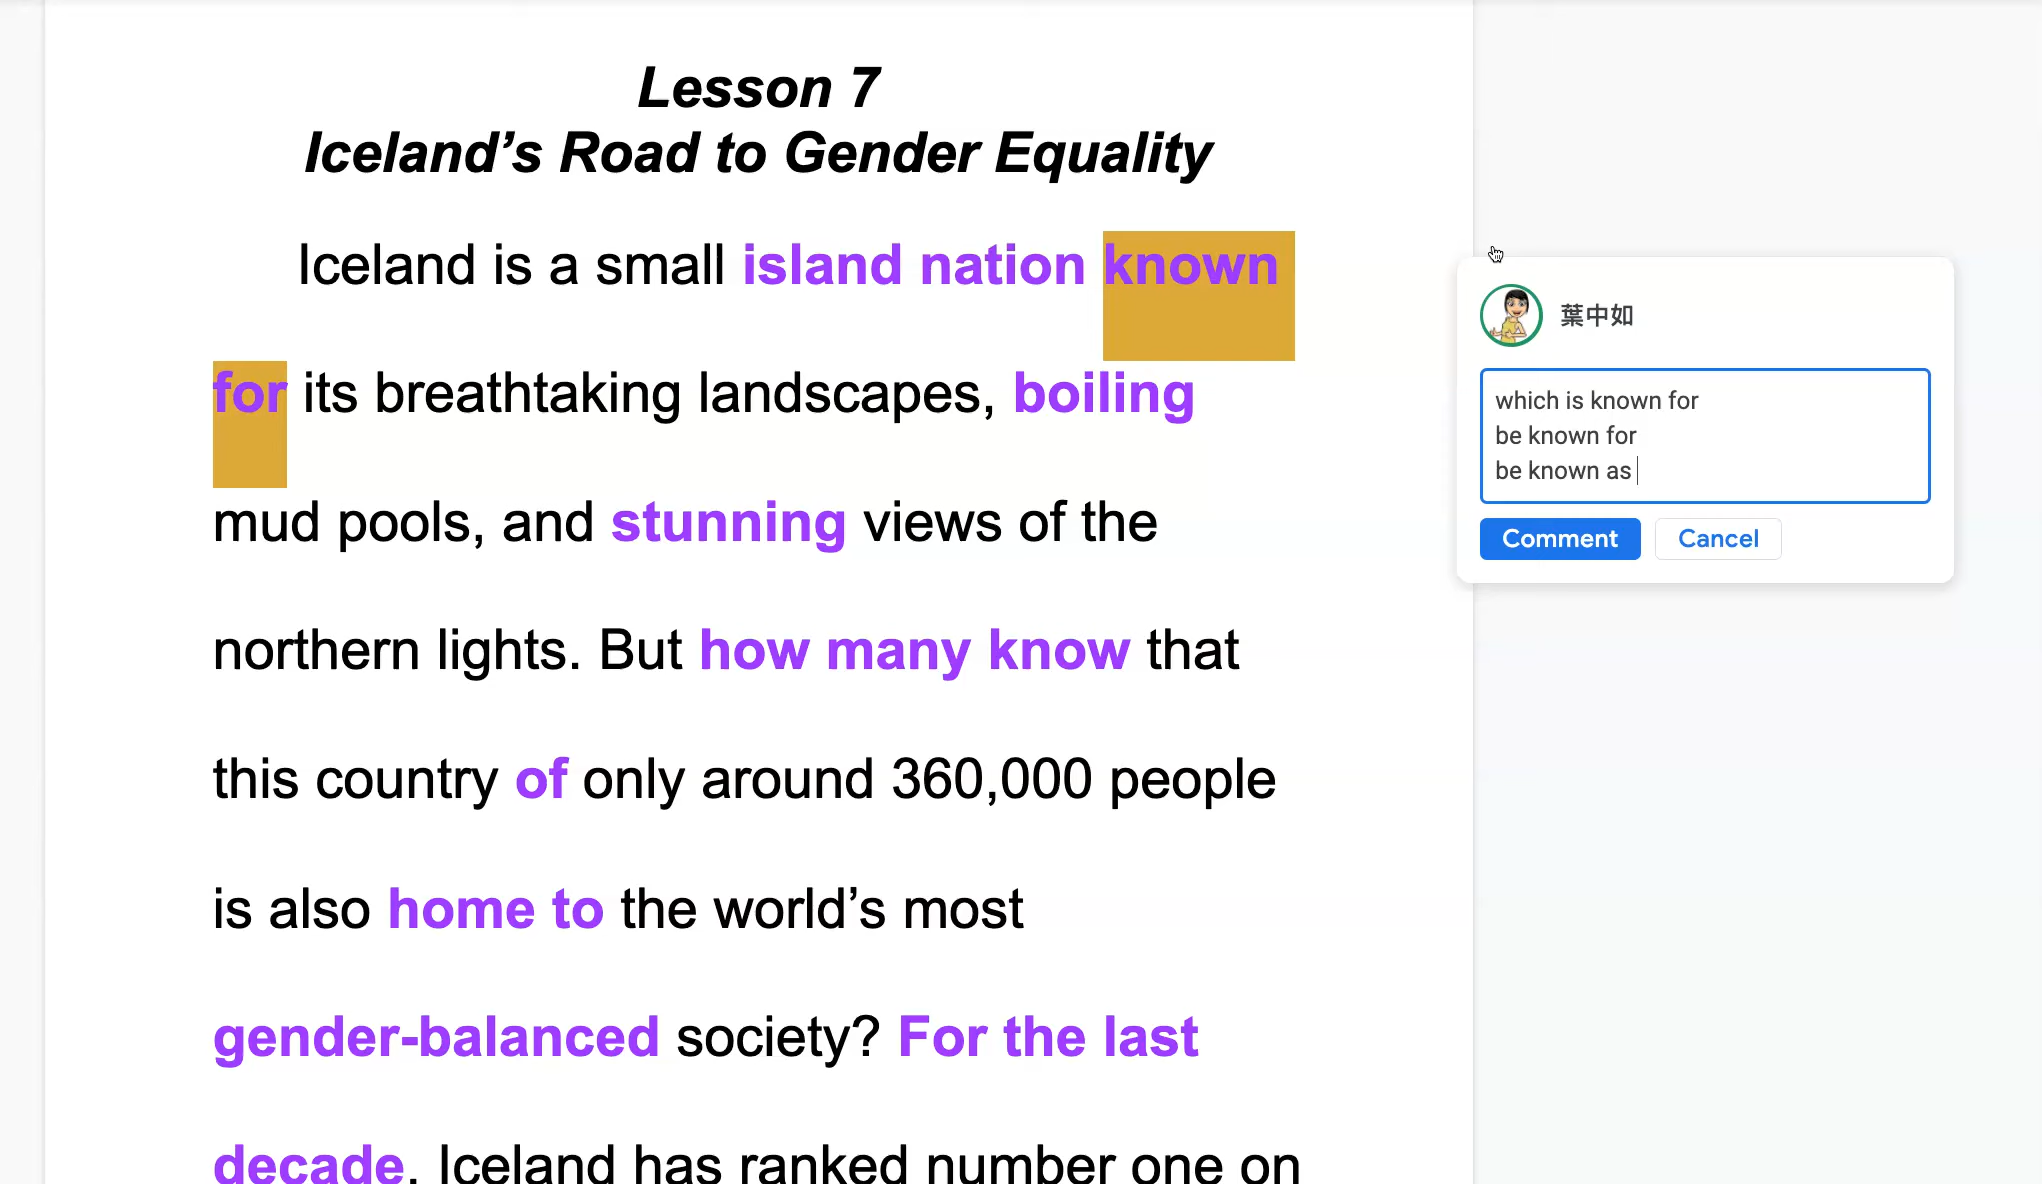 Lesson 7
Iceland’s Road to Gender Equality
Iceland is a small island nation known
for its breathtaking landscapes, boiling
mud pools, and stunning views of the
northern lights. But how many know that
this country of only around 360,000 people
is also home to the world’s most
gender-balanced society? For the last
decade, Iceland has ranked number one on
葉中如
which is known for
be known for
be known as
Comment Cancel